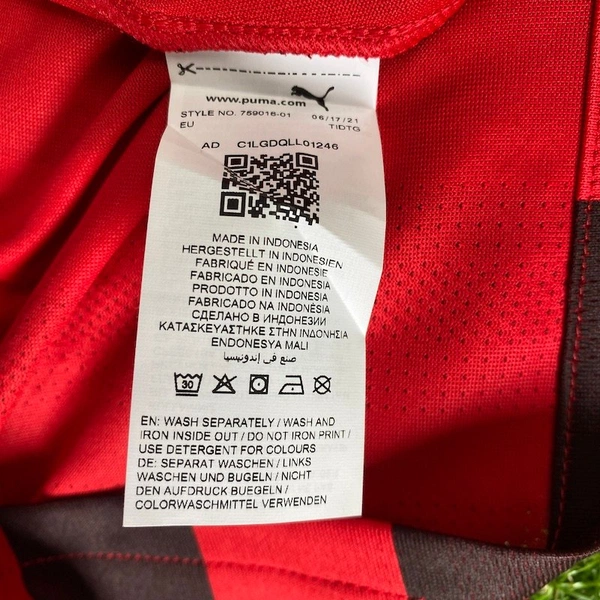 www.puma.com
STYLE NO. 759016-01 06/17/21
EU TIDTG
AD C1LGDQLL01246
MADE IN INDONESIA
HERGESTELLT IN INDONESIEN
FABRIQUÉ EN INDONESIE
FABRICADO EN INDONESIA
PRODOTTO IN INDONESIA
FABRICADO NA INDONÉSIA
СДЕЛАНО В ИНДОНЕЗИИ
ΚΑΤΑΣΚΕΥΑΣΤΗΚΕ ΣΤΗΝ ΙΝΔΟΝΗΣΙΑ
ENDONESYA MALI
صنع في إندونيسيا
30
EN: WASH SEPARATELY / WASH AND
IRON INSIDE OUT / DO NOT IRON PRINT /
USE DETERGENT FOR COLOURS
DE: SEPARAT WASCHEN / LINKS
WASCHEN UND BÜGELN / NICHT
DEN AUFDRUCK BUEGELN /
COLORWASCHMITTEL VERWENDEN